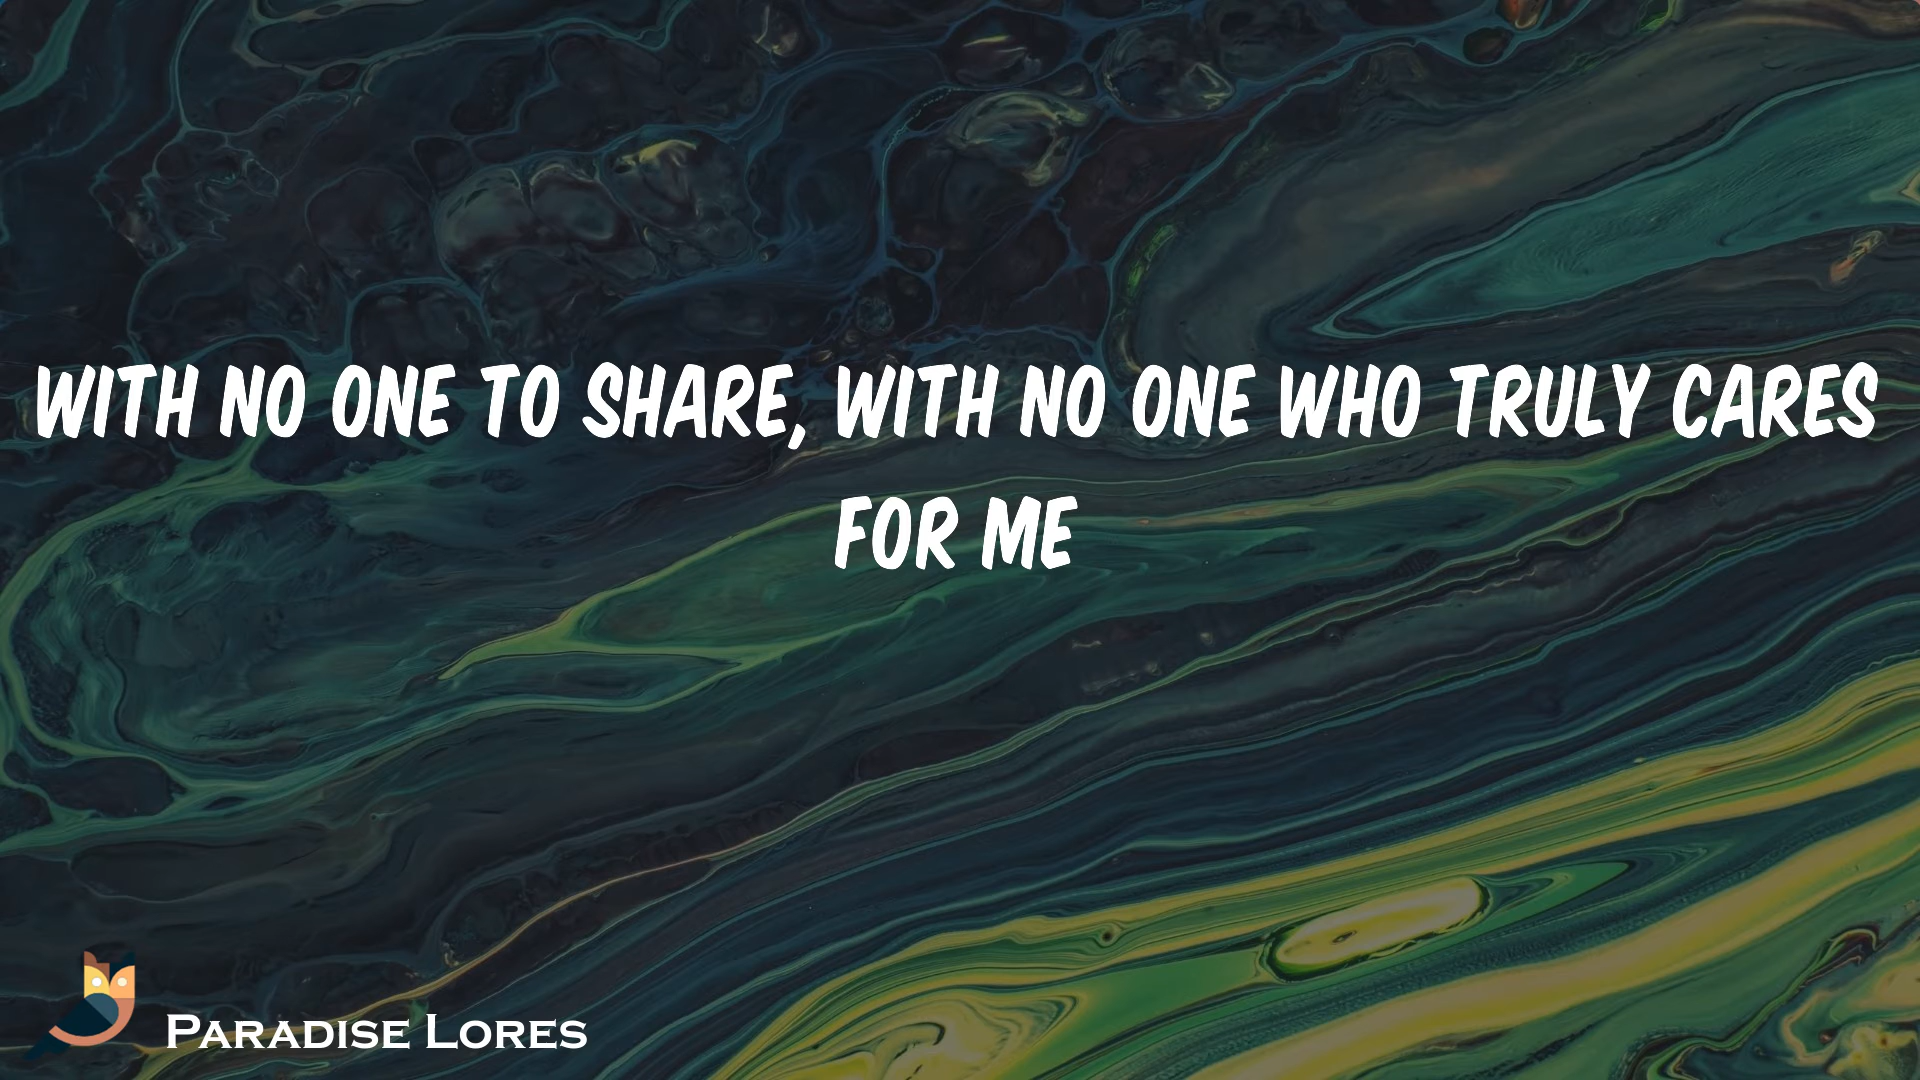 WITH NO ONE TO SHARE, WITH NO ONE WHO TRULY CARES
FOR ME
PARADISE LORES